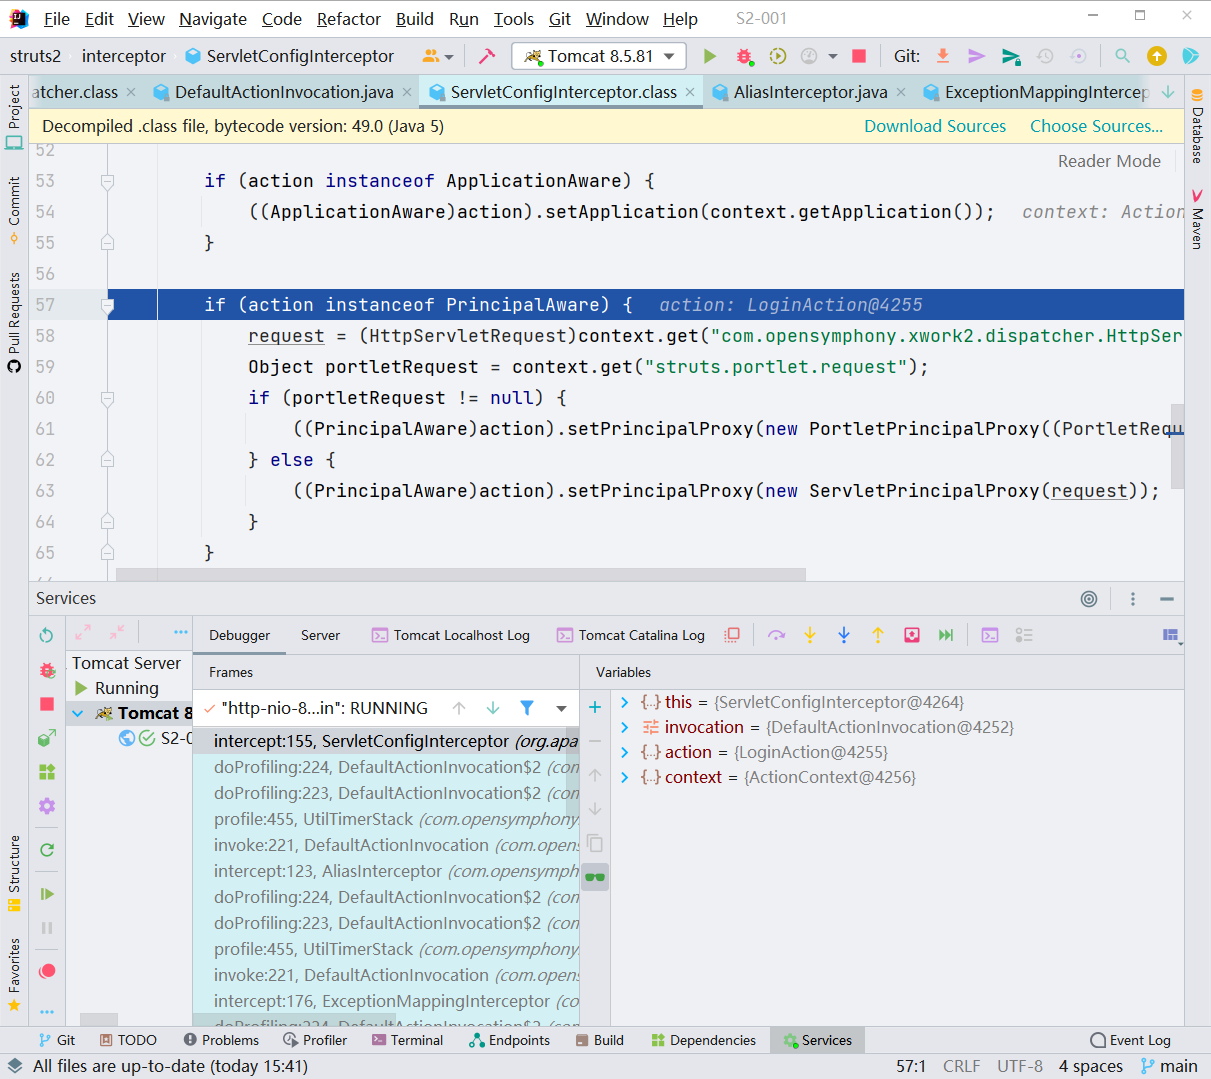 File Edit View Navigate Code Refactor Build Run Tools Git Window Help S2-001
struts2 interceptor ServletConfigInterceptor Tomcat 8.5.81 Git:
atcher.class DefaultActionInvocation.java ServletConfigInterceptor.class AliasInterceptor.java ExceptionMappingIntercep
Decompiled .class file, bytecode version: 49.0 (Java 5) Download Sources Choose Sources...
Reader Mode
52
53 if (action instanceof ApplicationAware) {
54 ((ApplicationAware)action).setApplication(context.getApplication()); context: Action
55 }
56
57 if (action instanceof PrincipalAware) { action: LoginAction@4255
58 request = (HttpServletRequest)context.get("com.opensymphony.xwork2.dispatcher.HttpSer
59 Object portletRequest = context.get("struts.portlet.request");
60 if (portletRequest != null) {
61 ((PrincipalAware)action).setPrincipalProxy(new PortletPrincipalProxy((PortletRequ
62 } else {
63 ((PrincipalAware)action).setPrincipalProxy(new ServletPrincipalProxy(request));
64 }
65 }
Project
Commit
Pull Requests
Structure
Favorites
Database
Maven
Services
Debugger Server Tomcat Localhost Log Tomcat Catalina Log
Tomcat Server
Running
Tomcat 8
S2-0
Frames
"http-nio-8...in": RUNNING
intercept:155, ServletConfigInterceptor (org.apa
doProfiling:224, DefaultActionInvocation$2 (con
doProfiling:223, DefaultActionInvocation$2 (con
profile:455, UtilTimerStack (com.opensymphony.
invoke:221, DefaultActionInvocation (com.opens
intercept:123, AliasInterceptor (com.opensymph
doProfiling:224, DefaultActionInvocation$2 (con
doProfiling:223, DefaultActionInvocation$2 (con
profile:455, UtilTimerStack (com.opensymphony.
invoke:221, DefaultActionInvocation (com.opens
intercept:176, ExceptionMappingInterceptor (co
doProfiling:224, DefaultActionInvocation$2 (con
Variables
this = {ServletConfigInterceptor@4264}
invocation = {DefaultActionInvocation@4252}
action = {LoginAction@4255}
context = {ActionContext@4256}
Git TODO Problems Profiler Terminal Endpoints Build Dependencies Services Event Log
All files are up-to-date (today 15:41) 57:1 CRLF UTF-8 4 spaces main